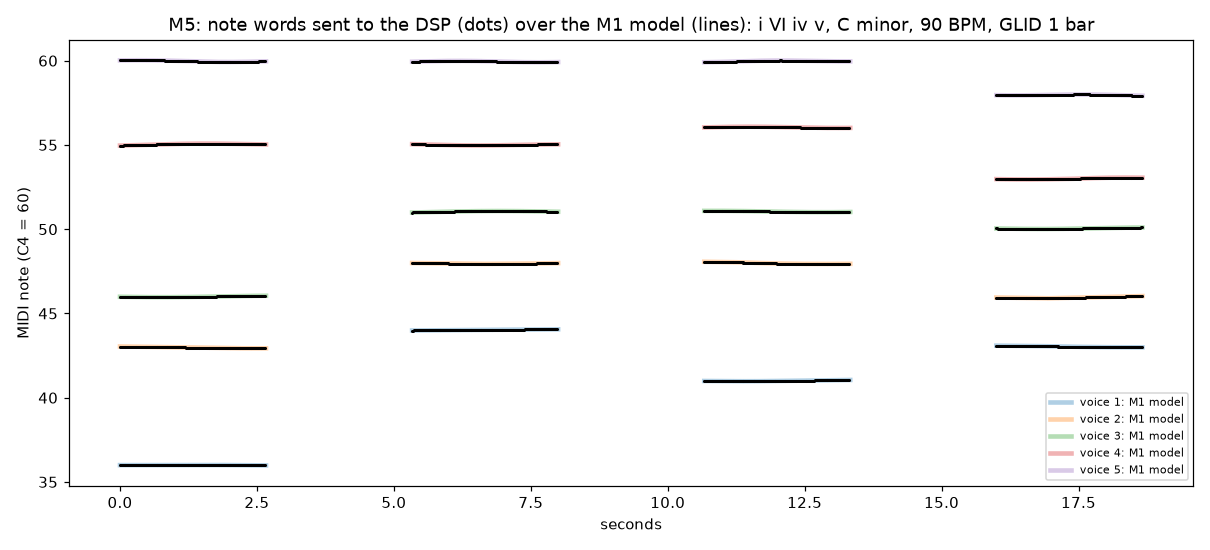 M5: note words sent to the DSP (dots) over the M1 model (lines): i VI iv v, C minor, 90 BPM, GLID 1 bar
MIDI note (C4 = 60)
60
55
50
45
40
35
voice 1: M1 model
voice 2: M1 model
voice 3: M1 model
voice 4: M1 model
voice 5: M1 model
0.0 2.5 5.0 7.5 10.0 12.5 15.0 17.5
seconds